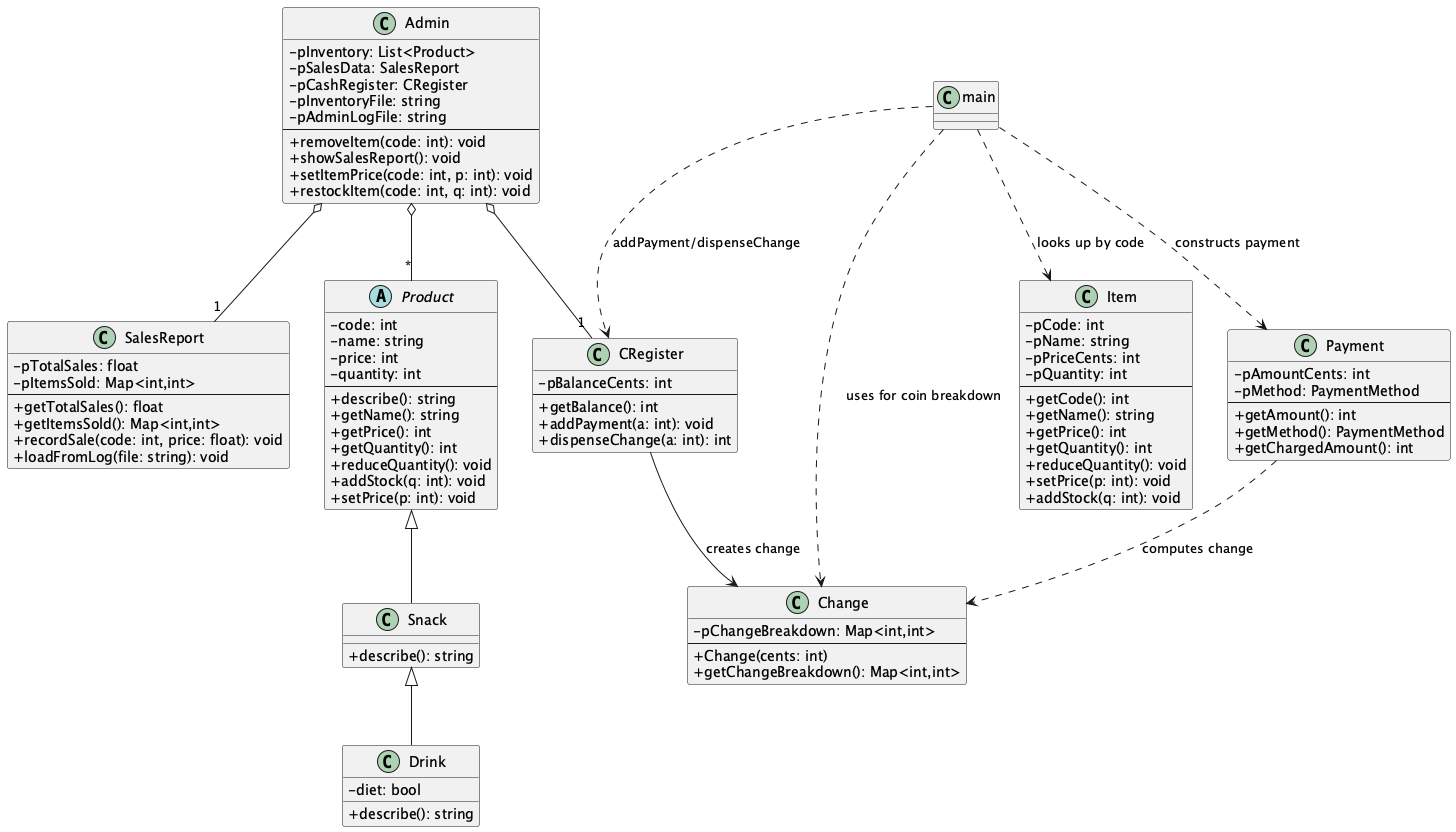 C Admin
-pInventory: List<Product>
-pSalesData: SalesReport
-pCashRegister: CRegister
-pInventoryFile: string
-pAdminLogFile: string
+removeItem(code: int): void
+showSalesReport(): void
+setItemPrice(code: int, p: int): void
+restockItem(code: int, q: int): void
C main
addPayment/dispenseChange
looks up by code
constructs payment
1
*
1
C SalesReport
-pTotalSales: float
-pItemsSold: Map<int,int>
+getTotalSales(): float
+getItemsSold(): Map<int,int>
+recordSale(code: int, price: float): void
+loadFromLog(file: string): void
A Product
-code: int
-name: string
-price: int
-quantity: int
+describe(): string
+getName(): string
+getPrice(): int
+getQuantity(): int
+reduceQuantity(): void
+addStock(q: int): void
+setPrice(p: int): void
C CRegister
-pBalanceCents: int
+getBalance(): int
+addPayment(a: int): void
+dispenseChange(a: int): int
uses for coin breakdown
C Item
-pCode: int
-pName: string
-pPriceCents: int
-pQuantity: int
+getCode(): int
+getName(): string
+getPrice(): int
+getQuantity(): int
+reduceQuantity(): void
+setPrice(p: int): void
+addStock(q: int): void
C Payment
-pAmountCents: int
-pMethod: PaymentMethod
+getAmount(): int
+getMethod(): PaymentMethod
+getChargedAmount(): int
creates change
computes change
C Snack
+describe(): string
C Change
-pChangeBreakdown: Map<int,int>
+Change(cents: int)
+getChangeBreakdown(): Map<int,int>
C Drink
-diet: bool
+describe(): string